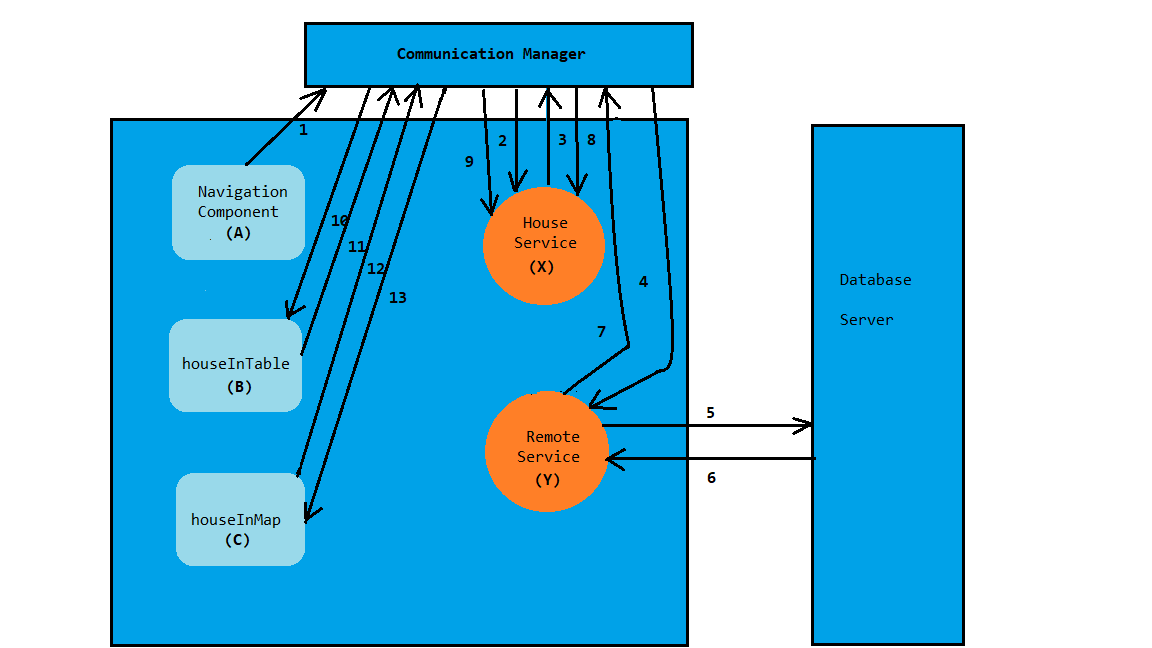 Communication Manager
1
2
3
8
9
Navigation
Component
(A)
House
Service
(X)
10
11
12
13
4
7
Database
Server
houseInTable
(B)
5
Remote
Service
(Y)
6
houseInMap
(C)